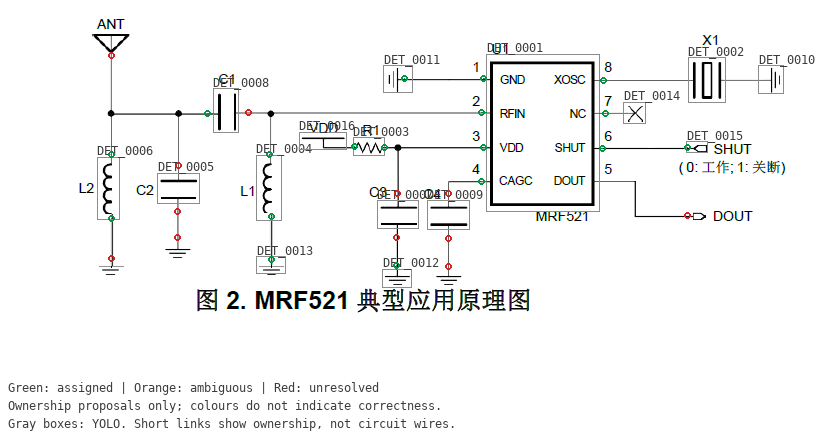 ANT
X1
DET_0011
U1
DET_0001
DET_0002
DET_0010
1
GND
XOSC
8
C1
DET_0008
2
RFIN
NC
7
DET_0014
VDD
DET_0016
R1
DET_0003
3
VDD
SHUT
6
DET_0015
SHUT
( 0: 工作; 1: 关断)
DET_0006
DET_0005
DET_0004
4
CAGC
DOUT
5
L2
C2
L1
C3
DET_0009
MRF521
DOUT
DET_0013
DET_0012
图 2. MRF521 典型应用原理图
Green: assigned | Orange: ambiguous | Red: unresolved
Ownership proposals only; colours do not indicate correctness.
Gray boxes: YOLO. Short links show ownership, not circuit wires.